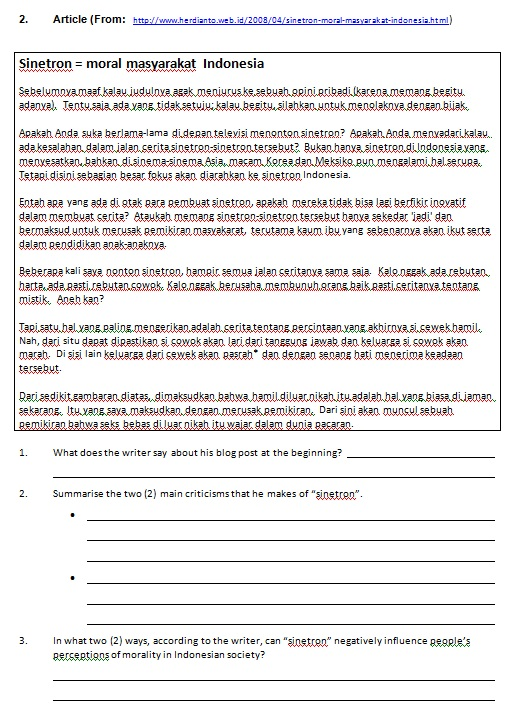 2. Article (From: http://www.herdianto.web.id/2008/04/sinetron-moral-masyarakat-indonesia.html)
Sinetron = moral masyarakat Indonesia
Sebelumnya maaf kalau judulnya agak menjurus ke sebuah opini pribadi (karena memang begitu
adanya). Tentu saja ada yang tidak setuju; kalau begitu, silahkan untuk menolaknya dengan bijak.
Apakah Anda suka berlama-lama di depan televisi menonton sinetron? Apakah Anda menyadari kalau
ada kesalahan dalam jalan cerita sinetron-sinetron tersebut? Bukan hanya sinetron di Indonesia yang
menyesatkan, bahkan di sinema-sinema Asia, macam Korea dan Meksiko pun mengalami hal serupa.
Tetapi disini sebagian besar fokus akan diarahkan ke sinetron Indonesia.
Entah apa yang ada di otak para pembuat sinetron, apakah mereka tidak bisa lagi berfikir inovatif
dalam membuat cerita? Ataukah memang sinetron-sinetron tersebut hanya sekedar 'jadi' dan
bermaksud untuk merusak pemikiran masyakarat, terutama kaum ibu yang sebenarnya akan ikut serta
dalam pendidikan anak-anaknya.
Beberapa kali saya nonton sinetron, hampir semua jalan ceritanya sama saja. Kalo nggak ada rebutan
harta, ada pasti rebutan cowok. Kalo nggak berusaha membunuh orang baik pasti ceritanya tentang
mistik. Aneh kan?
Tapi satu hal yang paling mengerikan adalah cerita tentang percintaan yang akhirnya si cewek hamil.
Nah, dari situ dapat dipastikan si cowok akan lari dari tanggung jawab dan keluarga si cowok akan
marah. Di sisi lain keluarga dari cewek akan pasrah* dan dengan senang hati menerima keadaan
tersebut.
Dari sedikit gambaran diatas, dimaksudkan bahwa hamil diluar nikah itu adalah hal yang biasa di jaman
sekarang. Itu yang saya maksudkan dengan merusak pemikiran. Dari sini akan muncul sebuah
pemikiran bahwa seks bebas di luar nikah itu wajar dalam dunia pacaran.
1. What does the writer say about his blog post at the beginning?
2. Summarise the two (2) main criticisms that he makes of "sinetron".
3. In what two (2) ways, according to the writer, can "sinetron" negatively influence people's
perceptions of morality in Indonesian society?